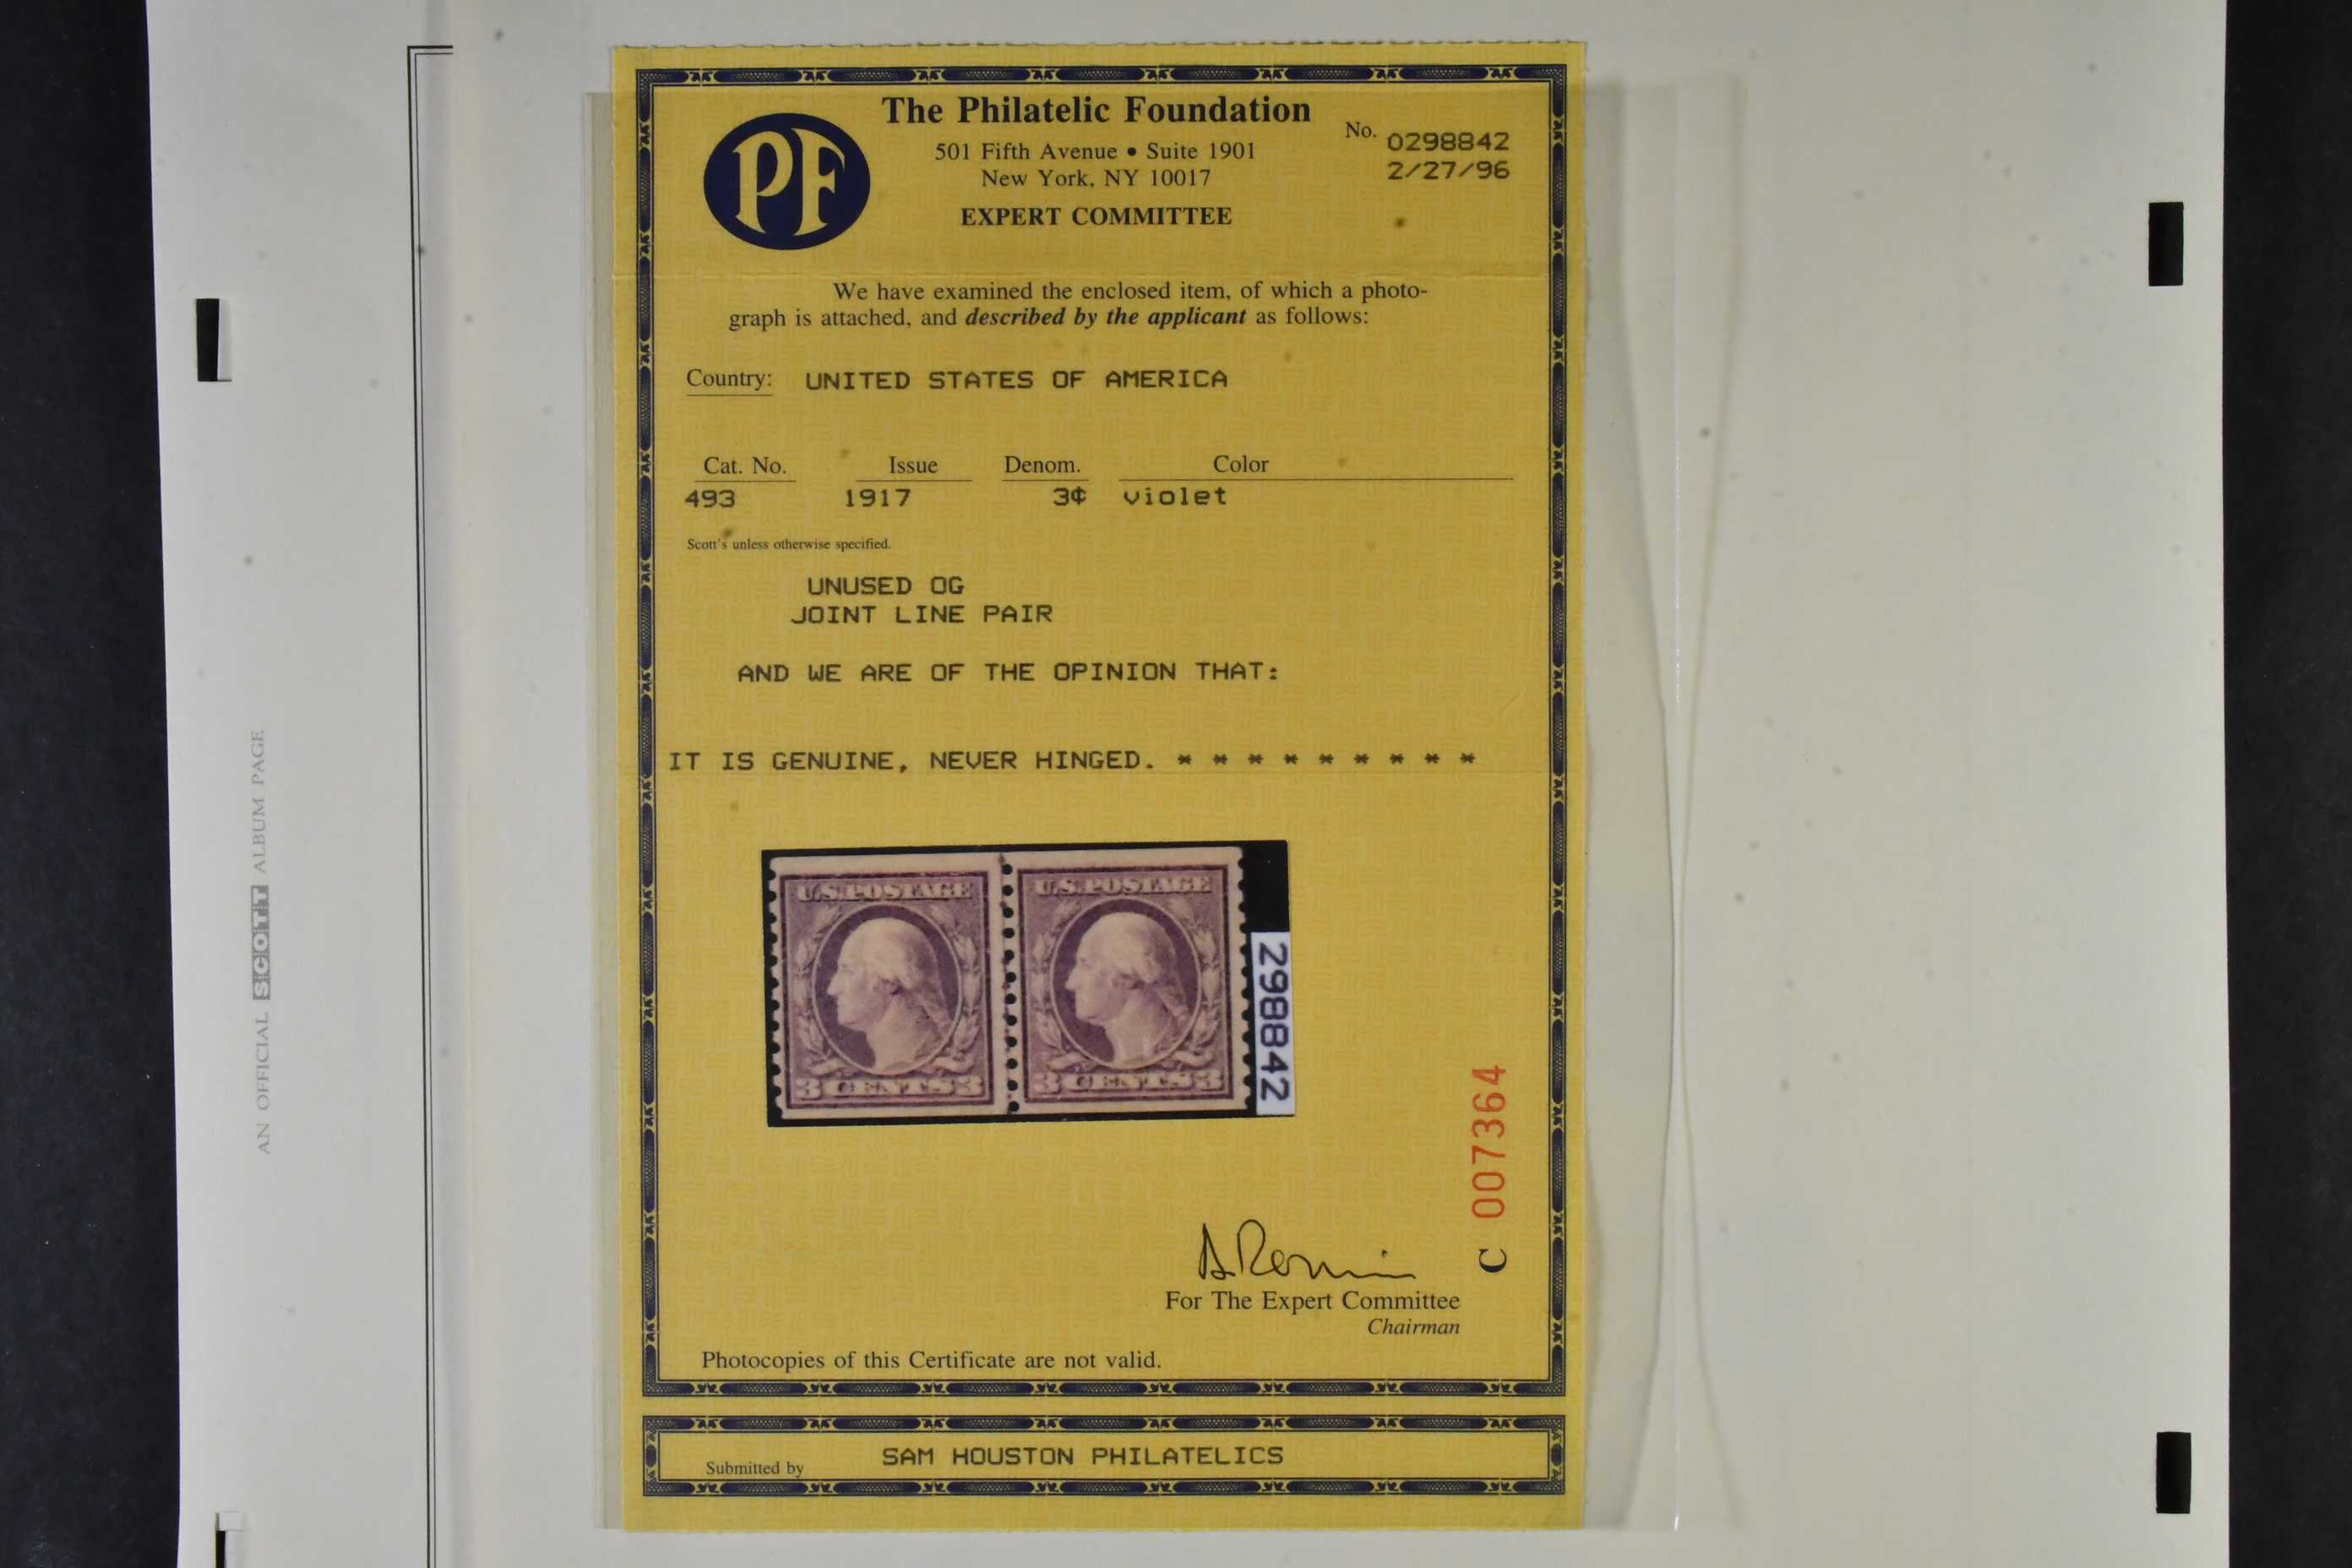 The Philatelic Foundation
PF
501 Fifth Avenue • Suite 1901
New York, NY 10017
EXPERT COMMITTEE
No. 0298842
2/27/96
We have examined the enclosed item, of which a photo-
graph is attached, and described by the applicant as follows:
Country: UNITED STATES OF AMERICA
Cat. No. Issue Denom. Color
493 1917 3¢ violet
Scott's unless otherwise specified.
UNUSED OG
JOINT LINE PAIR
AND WE ARE OF THE OPINION THAT:
IT IS GENUINE, NEVER HINGED. * * * * * * * * *
U.S.POSTAGE U.S.POSTAGE
3 CENTS 3 3 CENTS 3
298842
C 007364
For The Expert Committee
Chairman
Photocopies of this Certificate are not valid.
Submitted by SAM HOUSTON PHILATELICS
AN OFFICIAL SCOTT ALBUM PAGE